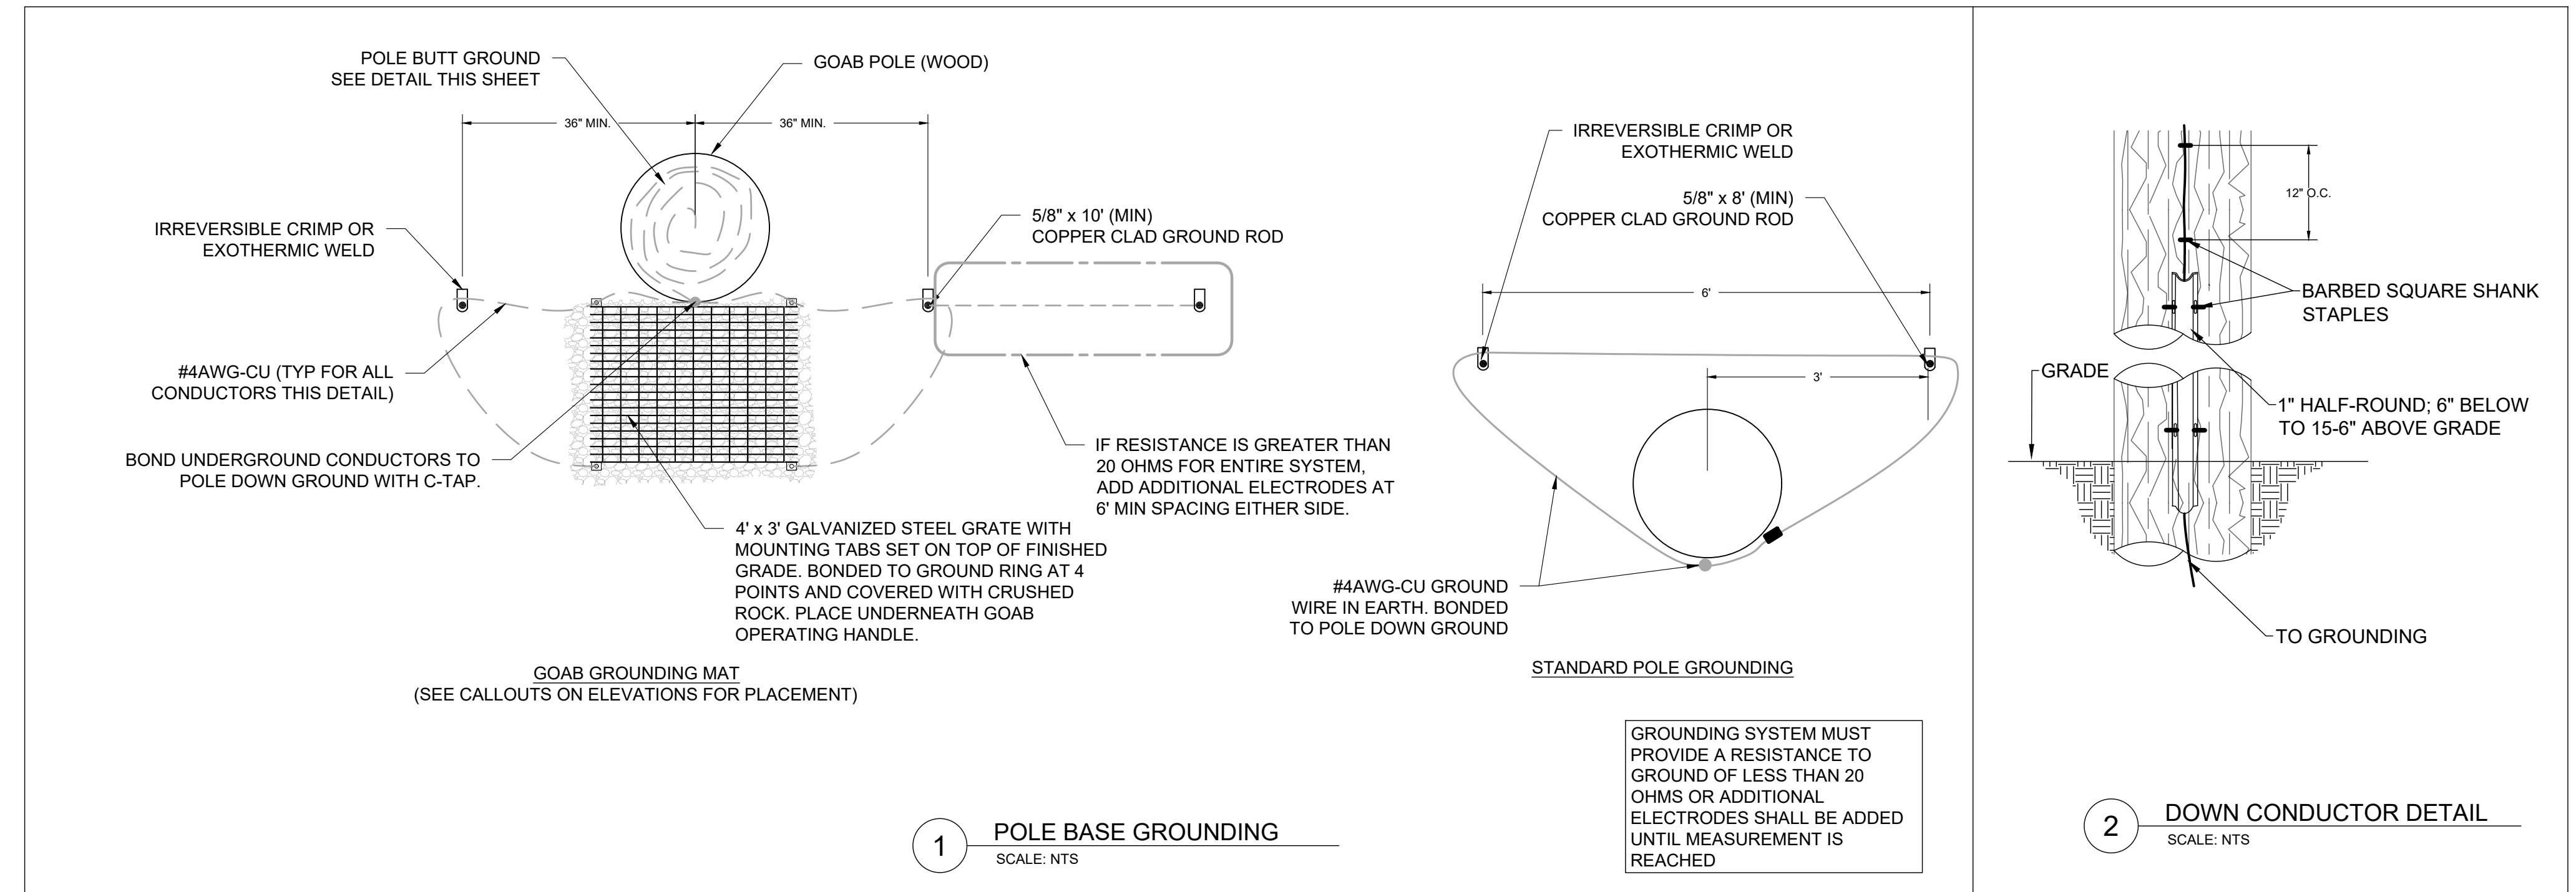 POLE BUTT GROUND
SEE DETAIL THIS SHEET
GOAB POLE (WOOD)
36" MIN.
36" MIN.
IRREVERSIBLE CRIMP OR
EXOTHERMIC WELD
5/8" x 10' (MIN)
COPPER CLAD GROUND ROD
#4AWG-CU (TYP FOR ALL
CONDUCTORS THIS DETAIL)
BOND UNDERGROUND CONDUCTORS TO
POLE DOWN GROUND WITH C-TAP.
IF RESISTANCE IS GREATER THAN
20 OHMS FOR ENTIRE SYSTEM,
ADD ADDITIONAL ELECTRODES AT
6' MIN SPACING EITHER SIDE.
4' x 3' GALVANIZED STEEL GRATE WITH
MOUNTING TABS SET ON TOP OF FINISHED
GRADE. BONDED TO GROUND RING AT 4
POINTS AND COVERED WITH CRUSHED
ROCK. PLACE UNDERNEATH GOAB
OPERATING HANDLE.
GOAB GROUNDING MAT
(SEE CALLOUTS ON ELEVATIONS FOR PLACEMENT)
IRREVERSIBLE CRIMP OR
EXOTHERMIC WELD
5/8" x 8' (MIN)
COPPER CLAD GROUND ROD
6'
3'
#4AWG-CU GROUND
WIRE IN EARTH. BONDED
TO POLE DOWN GROUND
STANDARD POLE GROUNDING
GROUNDING SYSTEM MUST
PROVIDE A RESISTANCE TO
GROUND OF LESS THAN 20
OHMS OR ADDITIONAL
ELECTRODES SHALL BE ADDED
UNTIL MEASUREMENT IS
REACHED
1
POLE BASE GROUNDING
SCALE: NTS
12" O.C.
BARBED SQUARE SHANK
STAPLES
GRADE
1" HALF-ROUND; 6" BELOW
TO 15-6" ABOVE GRADE
TO GROUNDING
2
DOWN CONDUCTOR DETAIL
SCALE: NTS